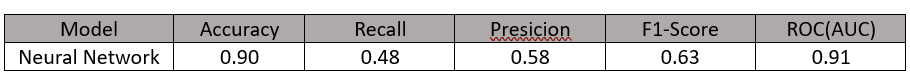 Model Accuracy Recall Presicion F1-Score ROC(AUC)
Neural Network 0.90 0.48 0.58 0.63 0.91